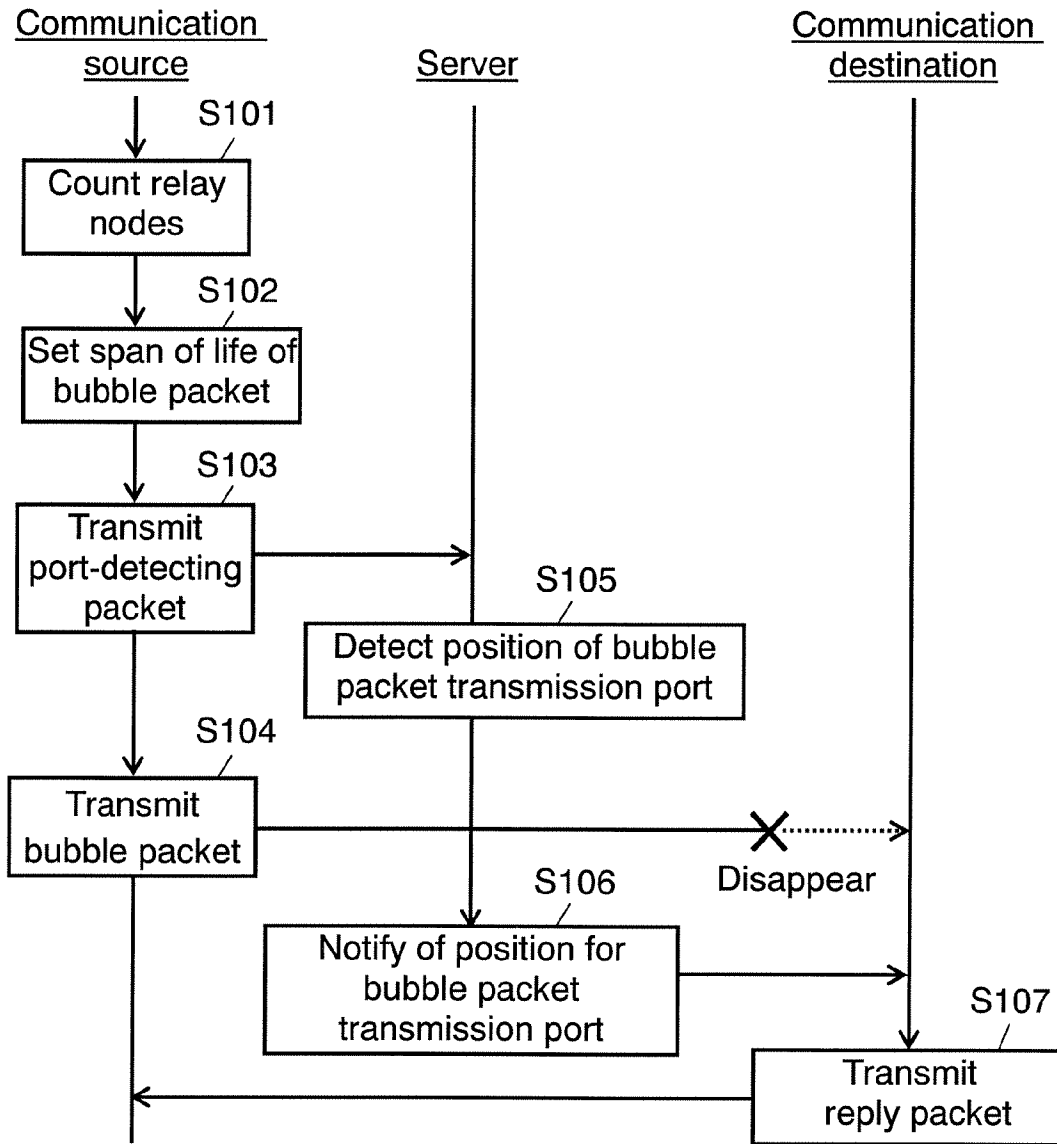 Communication
source
Server
Communication
destination
S101
Count relay
nodes
S102
Set span of life of
bubble packet
S103
Transmit
port-detecting
packet
S105
Detect position of bubble
packet transmission port
S104
Transmit
bubble packet
Disappear
S106
Notify of position for
bubble packet
transmission port
S107
Transmit
reply packet